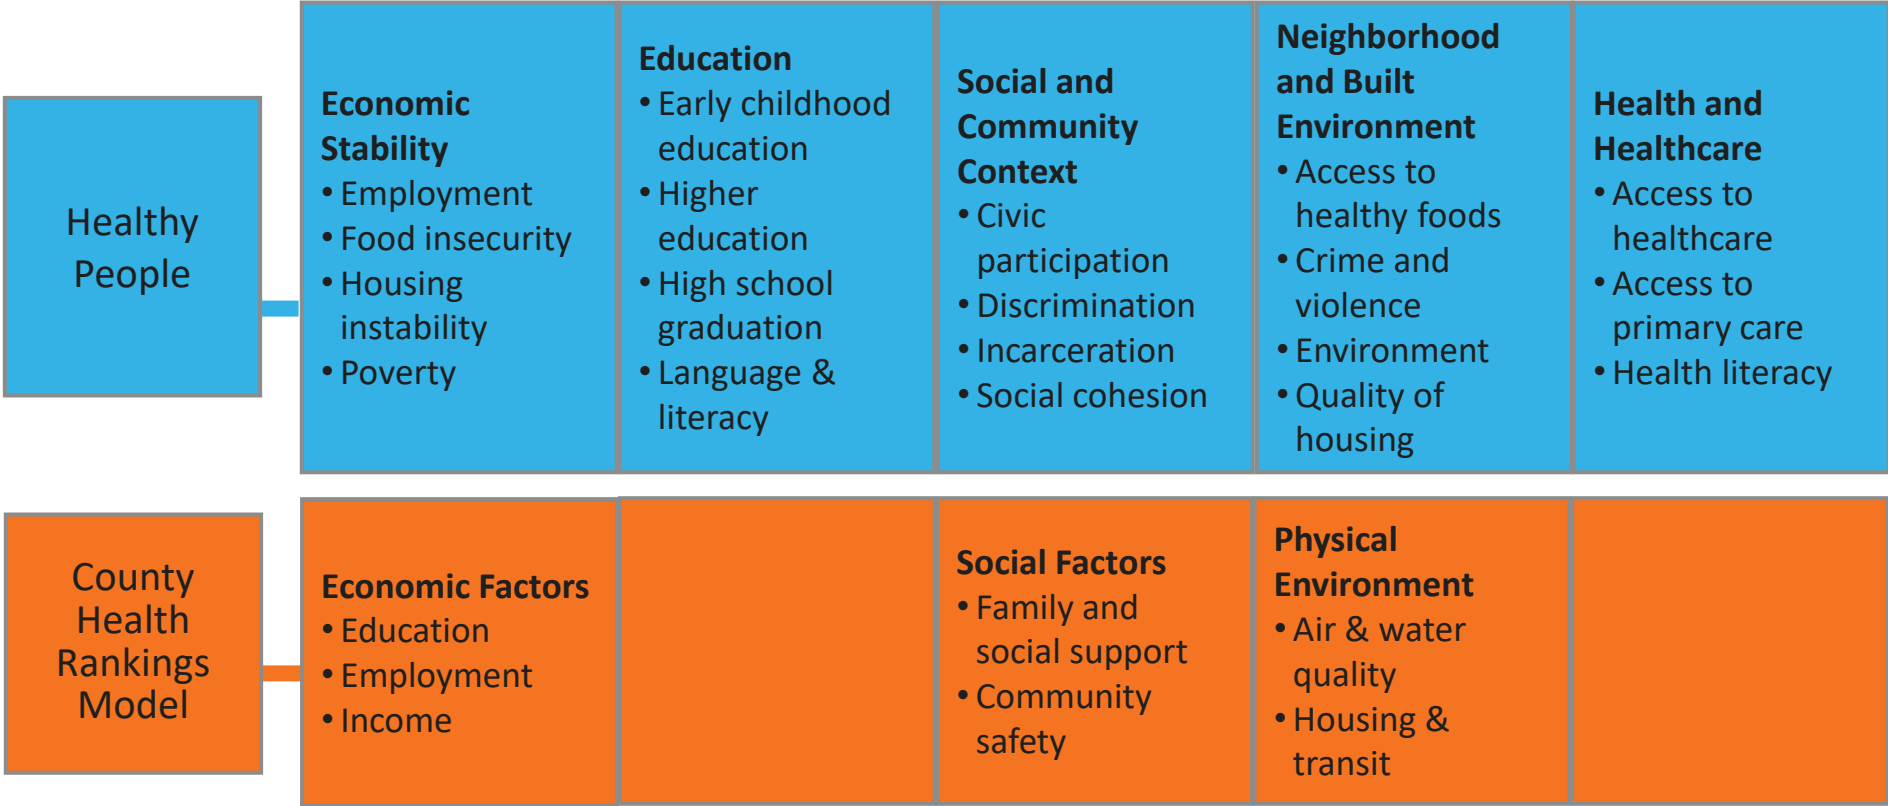 Healthy
People
Economic
Stability
• Employment
• Food insecurity
• Housing
instability
• Poverty
Education
• Early childhood
education
• Higher
education
• High school
graduation
• Language &
literacy
Social and
Community
Context
• Civic
participation
• Discrimination
• Incarceration
• Social cohesion
Neighborhood
and Built
Environment
• Access to
healthy foods
• Crime and
violence
• Environment
• Quality of
housing
Health and
Healthcare
• Access to
healthcare
• Access to
primary care
• Health literacy
County
Health
Rankings
Model
Economic Factors
• Education
• Employment
• Income
Social Factors
• Family and
social support
• Community
safety
Physical
Environment
• Air & water
quality
• Housing &
transit